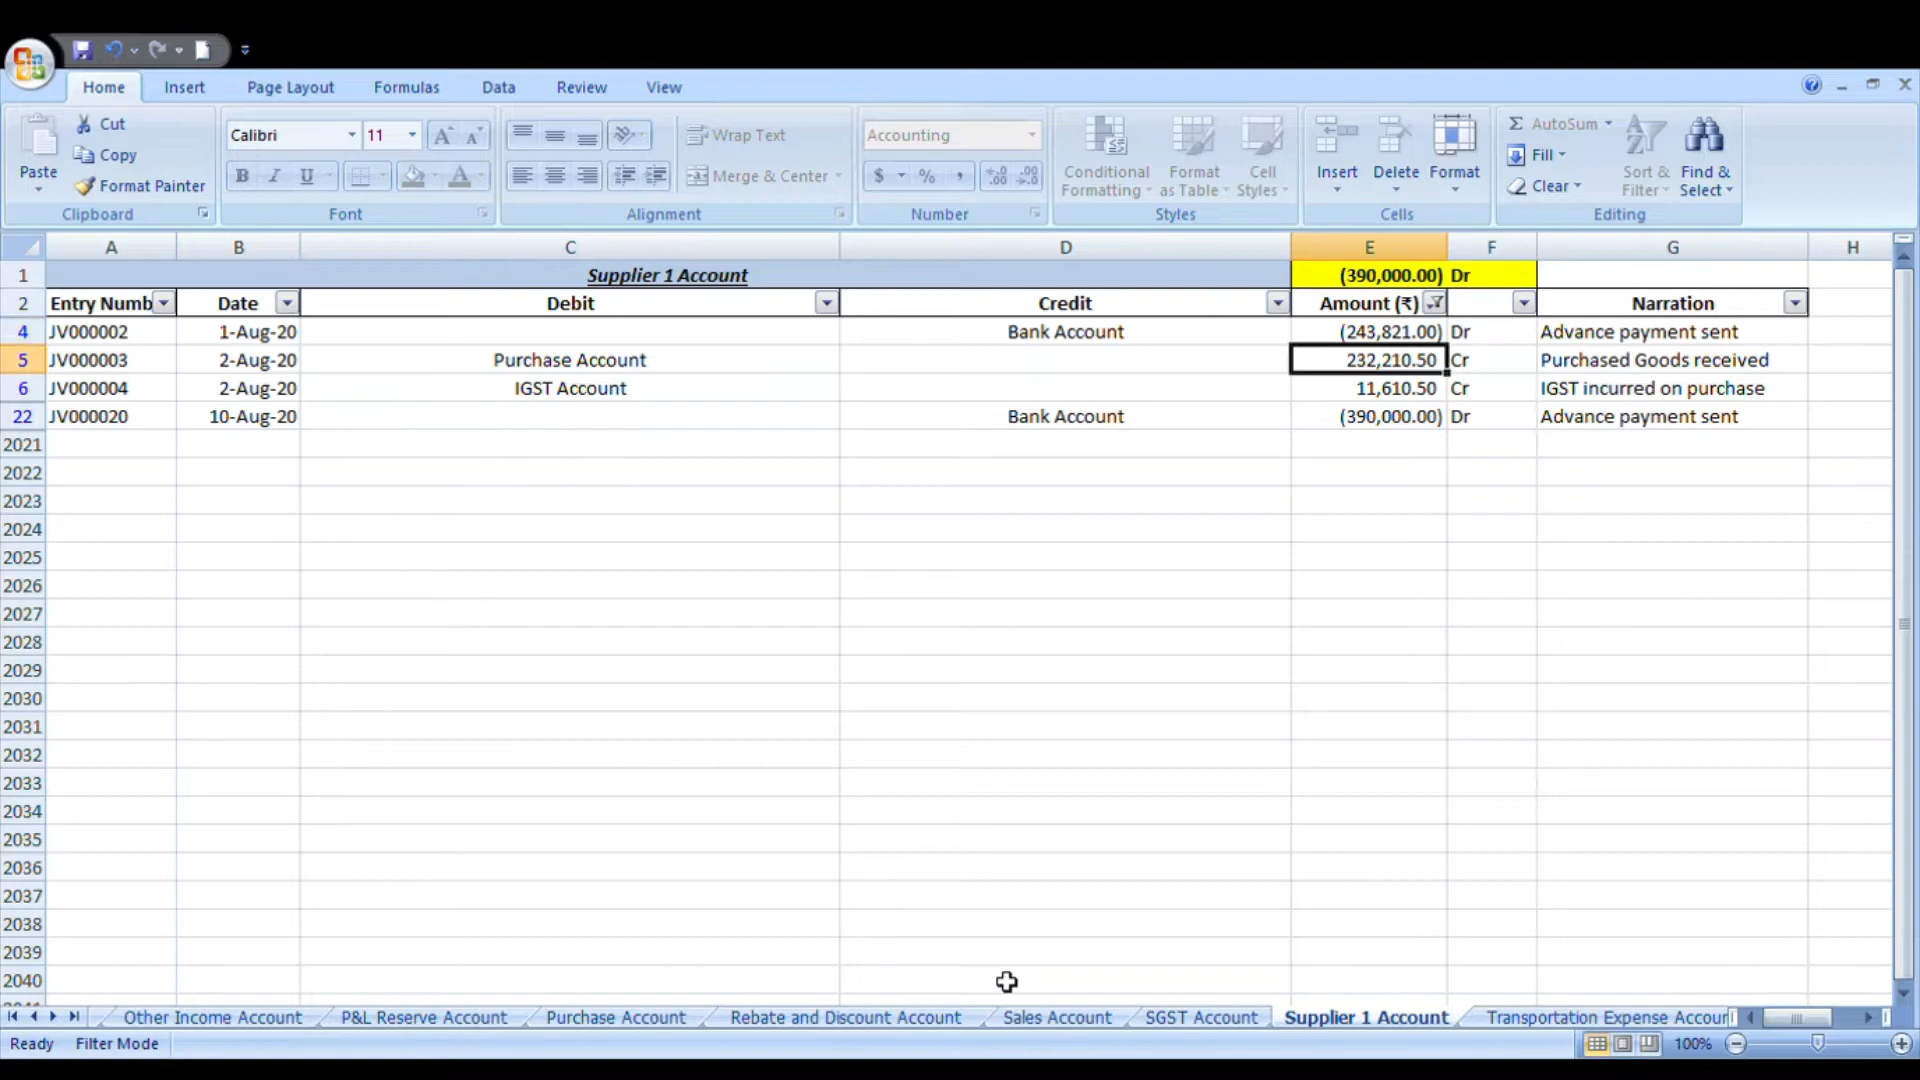 Home Insert Page Layout Formulas Data Review View
Paste
Cut
Copy
Format Painter
Clipboard
Calibri 11
B I U
Font
Wrap Text
Merge & Center
Alignment
Accounting
$ % ,
Number
Conditional Formatting
Format as Table
Cell Styles
Styles
Insert Delete Format
Cells
Σ AutoSum
Fill
Clear
Sort & Filter
Find & Select
Editing
A B C D E F G H
1 Supplier 1 Account (390,000.00) Dr
2 Entry Numb Date Debit Credit Amount (₹) Narration
4 JV000002 1-Aug-20 Bank Account (243,821.00) Dr Advance payment sent
5 JV000003 2-Aug-20 Purchase Account 232,210.50 Cr Purchased Goods received
6 JV000004 2-Aug-20 IGST Account 11,610.50 Cr IGST incurred on purchase
22 JV000020 10-Aug-20 Bank Account (390,000.00) Dr Advance payment sent
2021
2022
2023
2024
2025
2026
2027
2028
2029
2030
2031
2032
2033
2034
2035
2036
2037
2038
2039
2040
Other Income Account P&L Reserve Account Purchase Account Rebate and Discount Account Sales Account SGST Account Supplier 1 Account Transportation Expense Accour
Ready Filter Mode 100%